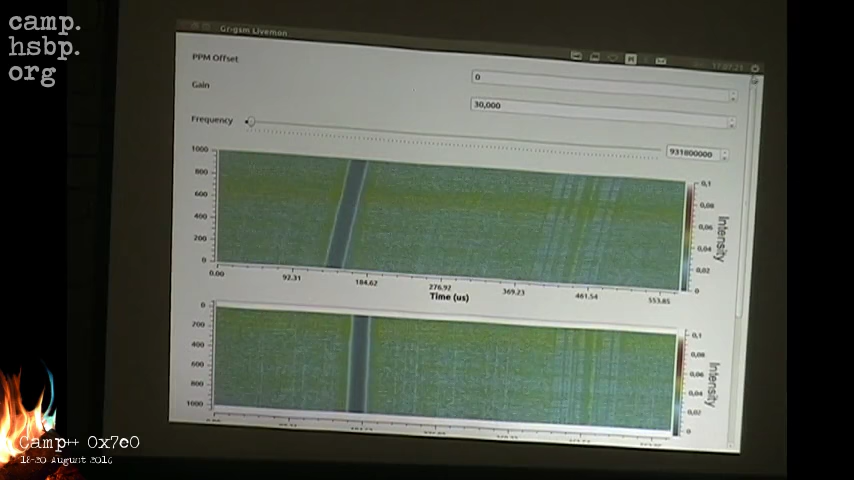 camp.
hsbp.
org
Gr-gsm Livemon
17:07:21
PPM Offset
0
Gain
30,000
Frequency
931800000
1000
800
600
400
200
0
0.00
92.31
184.62
276.92
369.23
461.54
553.85
Time (us)
0,1
0,08
0,06
0,04
0,02
0
Intensity
0
200
400
600
800
1000
0,1
0,08
0,06
0,04
0,02
0
Intensity
Camp++ 0x7e0
18-20 August 2016